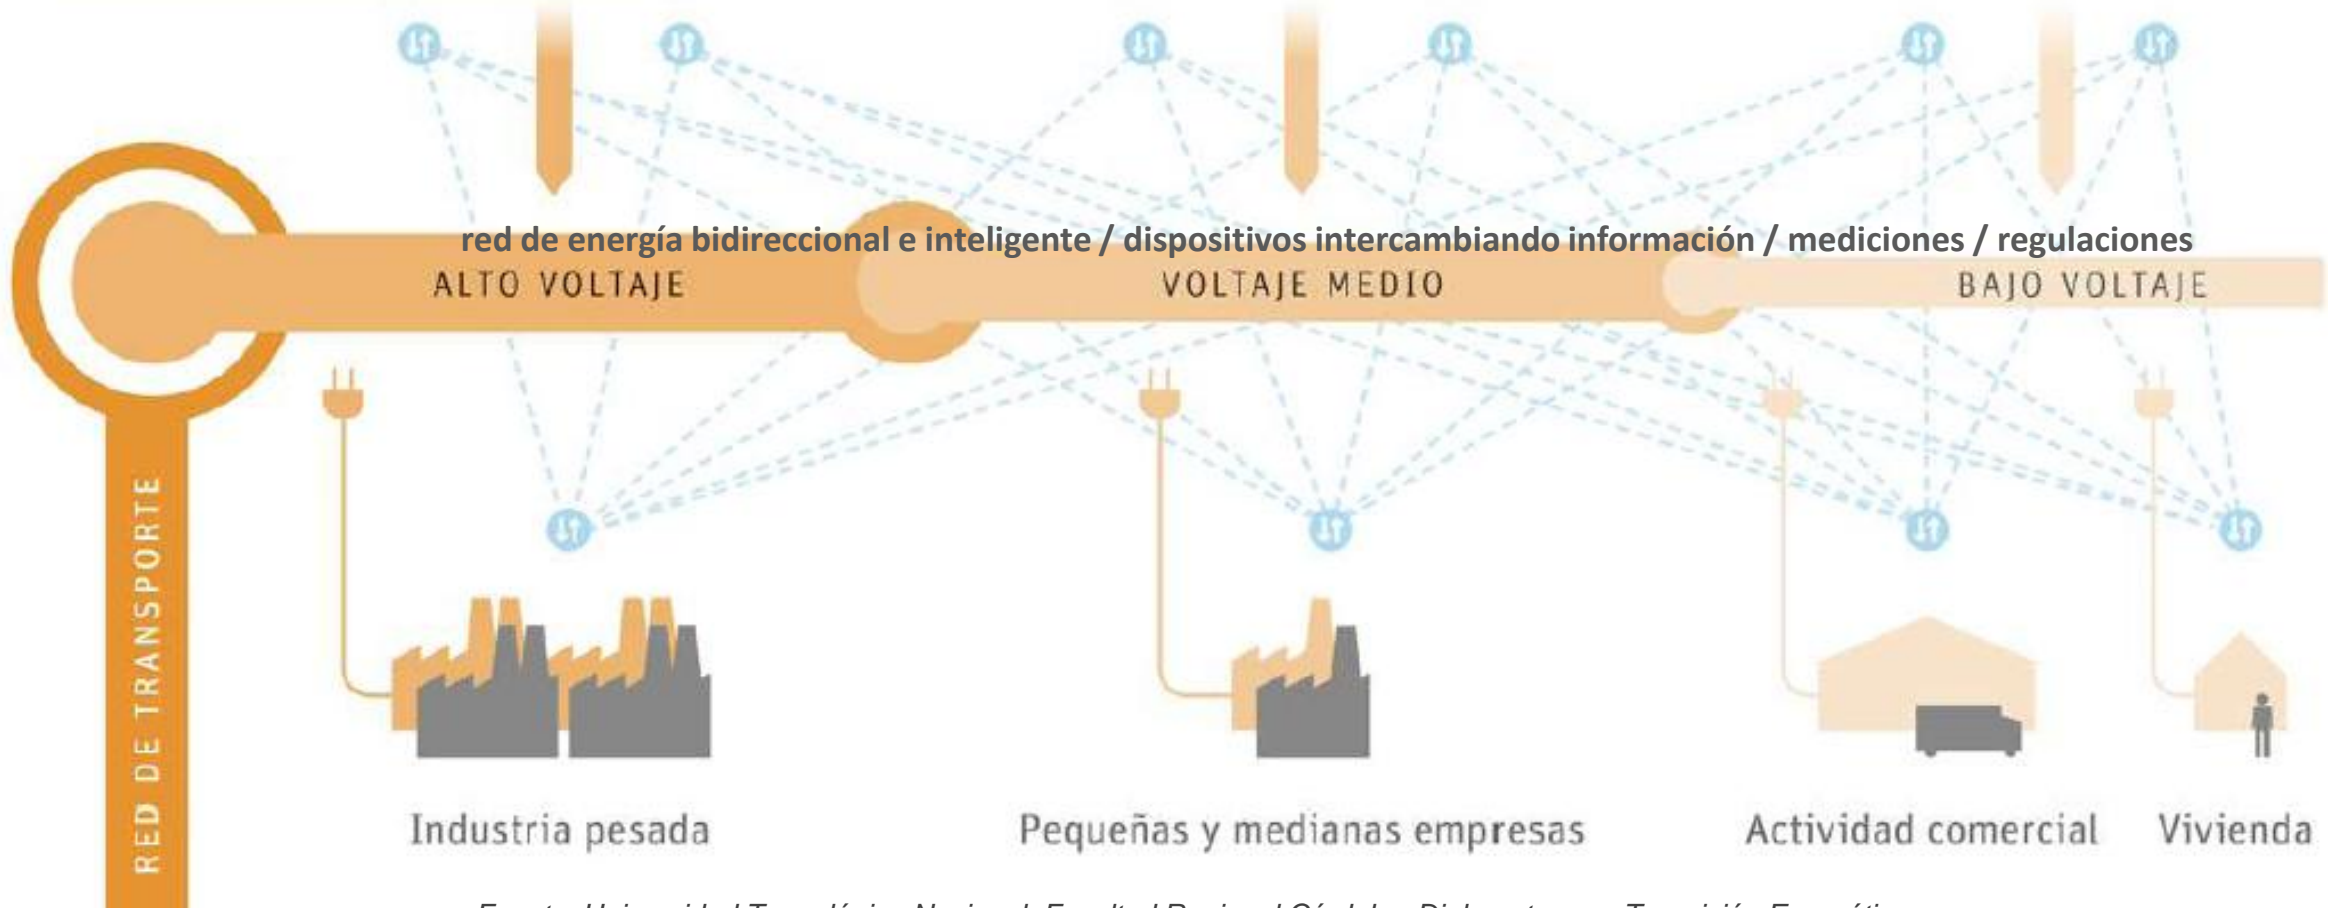 red de energía bidireccional e inteligente / dispositivos intercambiando información / mediciones / regulaciones
ALTO VOLTAJE
VOLTAJE MEDIO
BAJO VOLTAJE
RED DE TRANSPORTE
Industria pesada
Pequeñas y medianas empresas
Actividad comercial
Vivienda